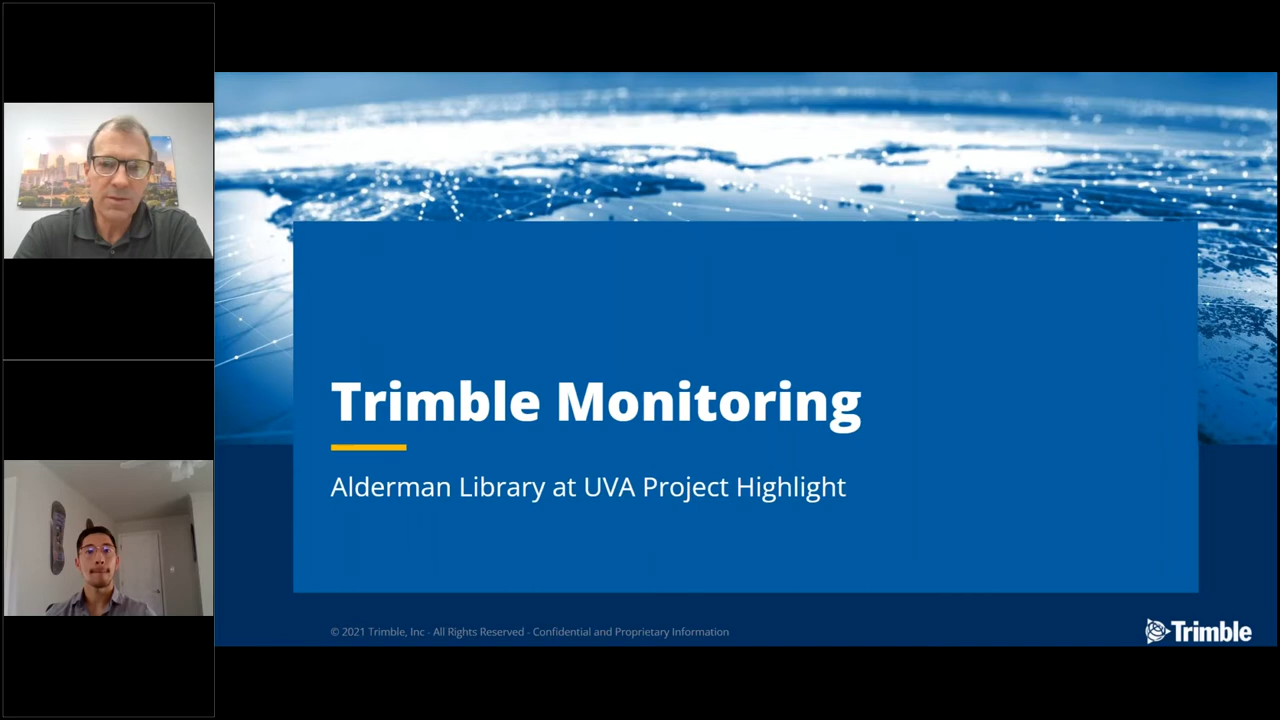 Trimble Monitoring
Alderman Library at UVA Project Highlight
© 2021 Trimble, Inc - All Rights Reserved - Confidential and Proprietary Information
Trimble